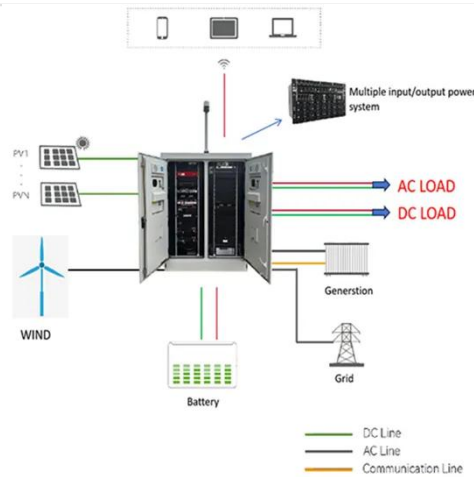 Multiple input/output power
system
PV1
PVN
AC LOAD
DC LOAD
WIND
Generstion
Grid
Battery
DC Line
AC Line
Communication Line